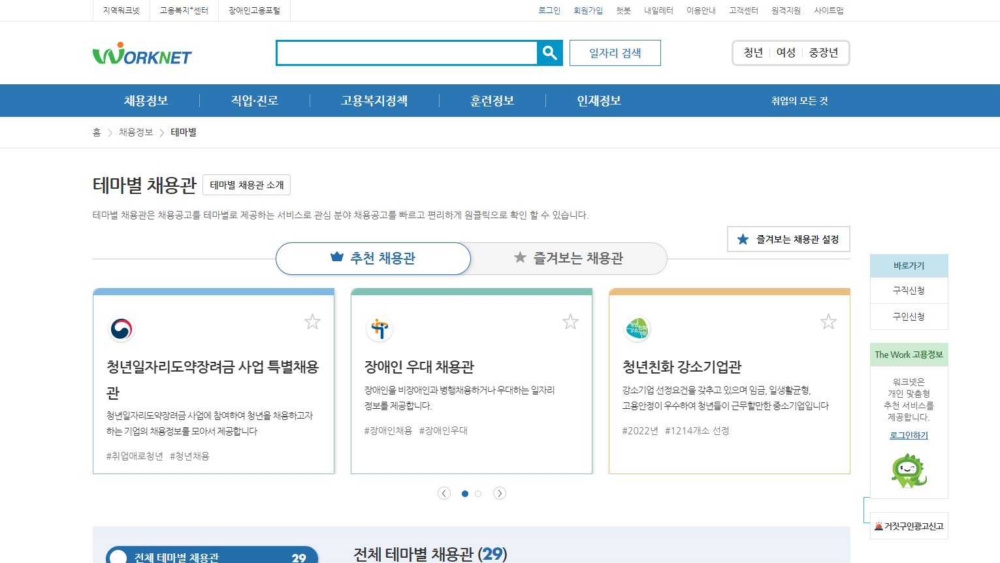 지역워크넷
고용복지+센터
장애인고용포털
로그인
회원가입
챗봇
내일레터
이용안내
고객센터
원격지원
사이트맵
WORKNET
일자리 검색
청년
여성
중장년
채용정보
직업·진로
고용복지정책
훈련정보
인재정보
취업의 모든 것
홈 > 채용정보 > 테마별
테마별 채용관
테마별 채용관 소개
테마별 채용관은 채용공고를 테마별로 제공하는 서비스로 관심 분야 채용공고를 빠르고 편리하게 원클릭으로 확인 할 수 있습니다.
즐겨보는 채용관 설정
추천 채용관
즐겨보는 채용관
청년일자리도약장려금 사업 특별채용
관
청년일자리도약장려금 사업에 참여하여 청년을 채용하고자
하는 기업의 채용정보를 모아서 제공합니다
#취업애로청년 #청년채용
장애인 우대 채용관
장애인을 비장애인과 병행채용하거나 우대하는 일자리
정보를 제공합니다.
#장애인채용 #장애인우대
청년친화
강소기업
청년친화 강소기업관
강소기업 선정요건을 갖추고 있으며 임금, 일생활균형,
고용안정이 우수하여 청년들이 근무할만한 중소기업입니다
#2022년 #1214개소 선정
바로가기
구직신청
구인신청
The Work 고용정보
워크넷은
개인 맞춤형
추천 서비스를
제공합니다.
로그인하기
거짓구인광고신고
전체 테마별 채용관 29
전체 테마별 채용관 (29)